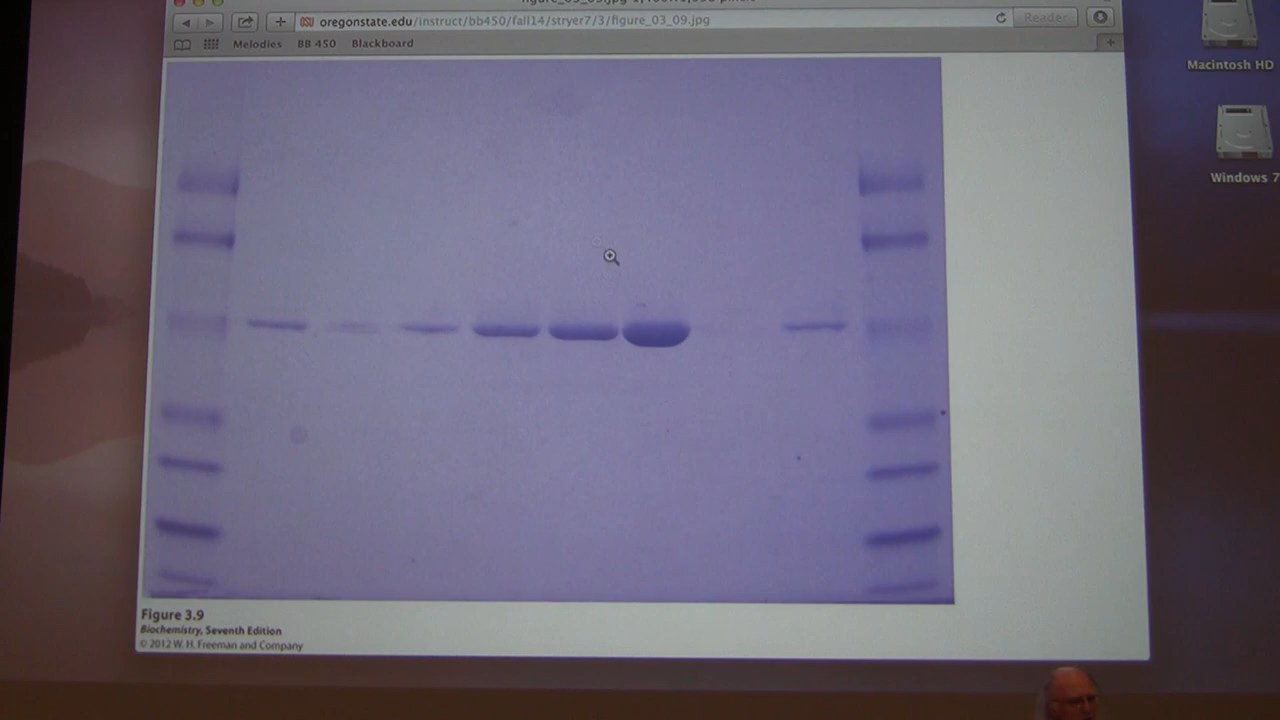 oregonstate.edu/instruct/bb450/fall14/stryer7/3/figure_03_09.jpg
Reader
Melodies BB 450 Blackboard
Macintosh HD
Windows 7
Figure 3.9
Biochemistry, Seventh Edition
© 2012 W. H. Freeman and Company